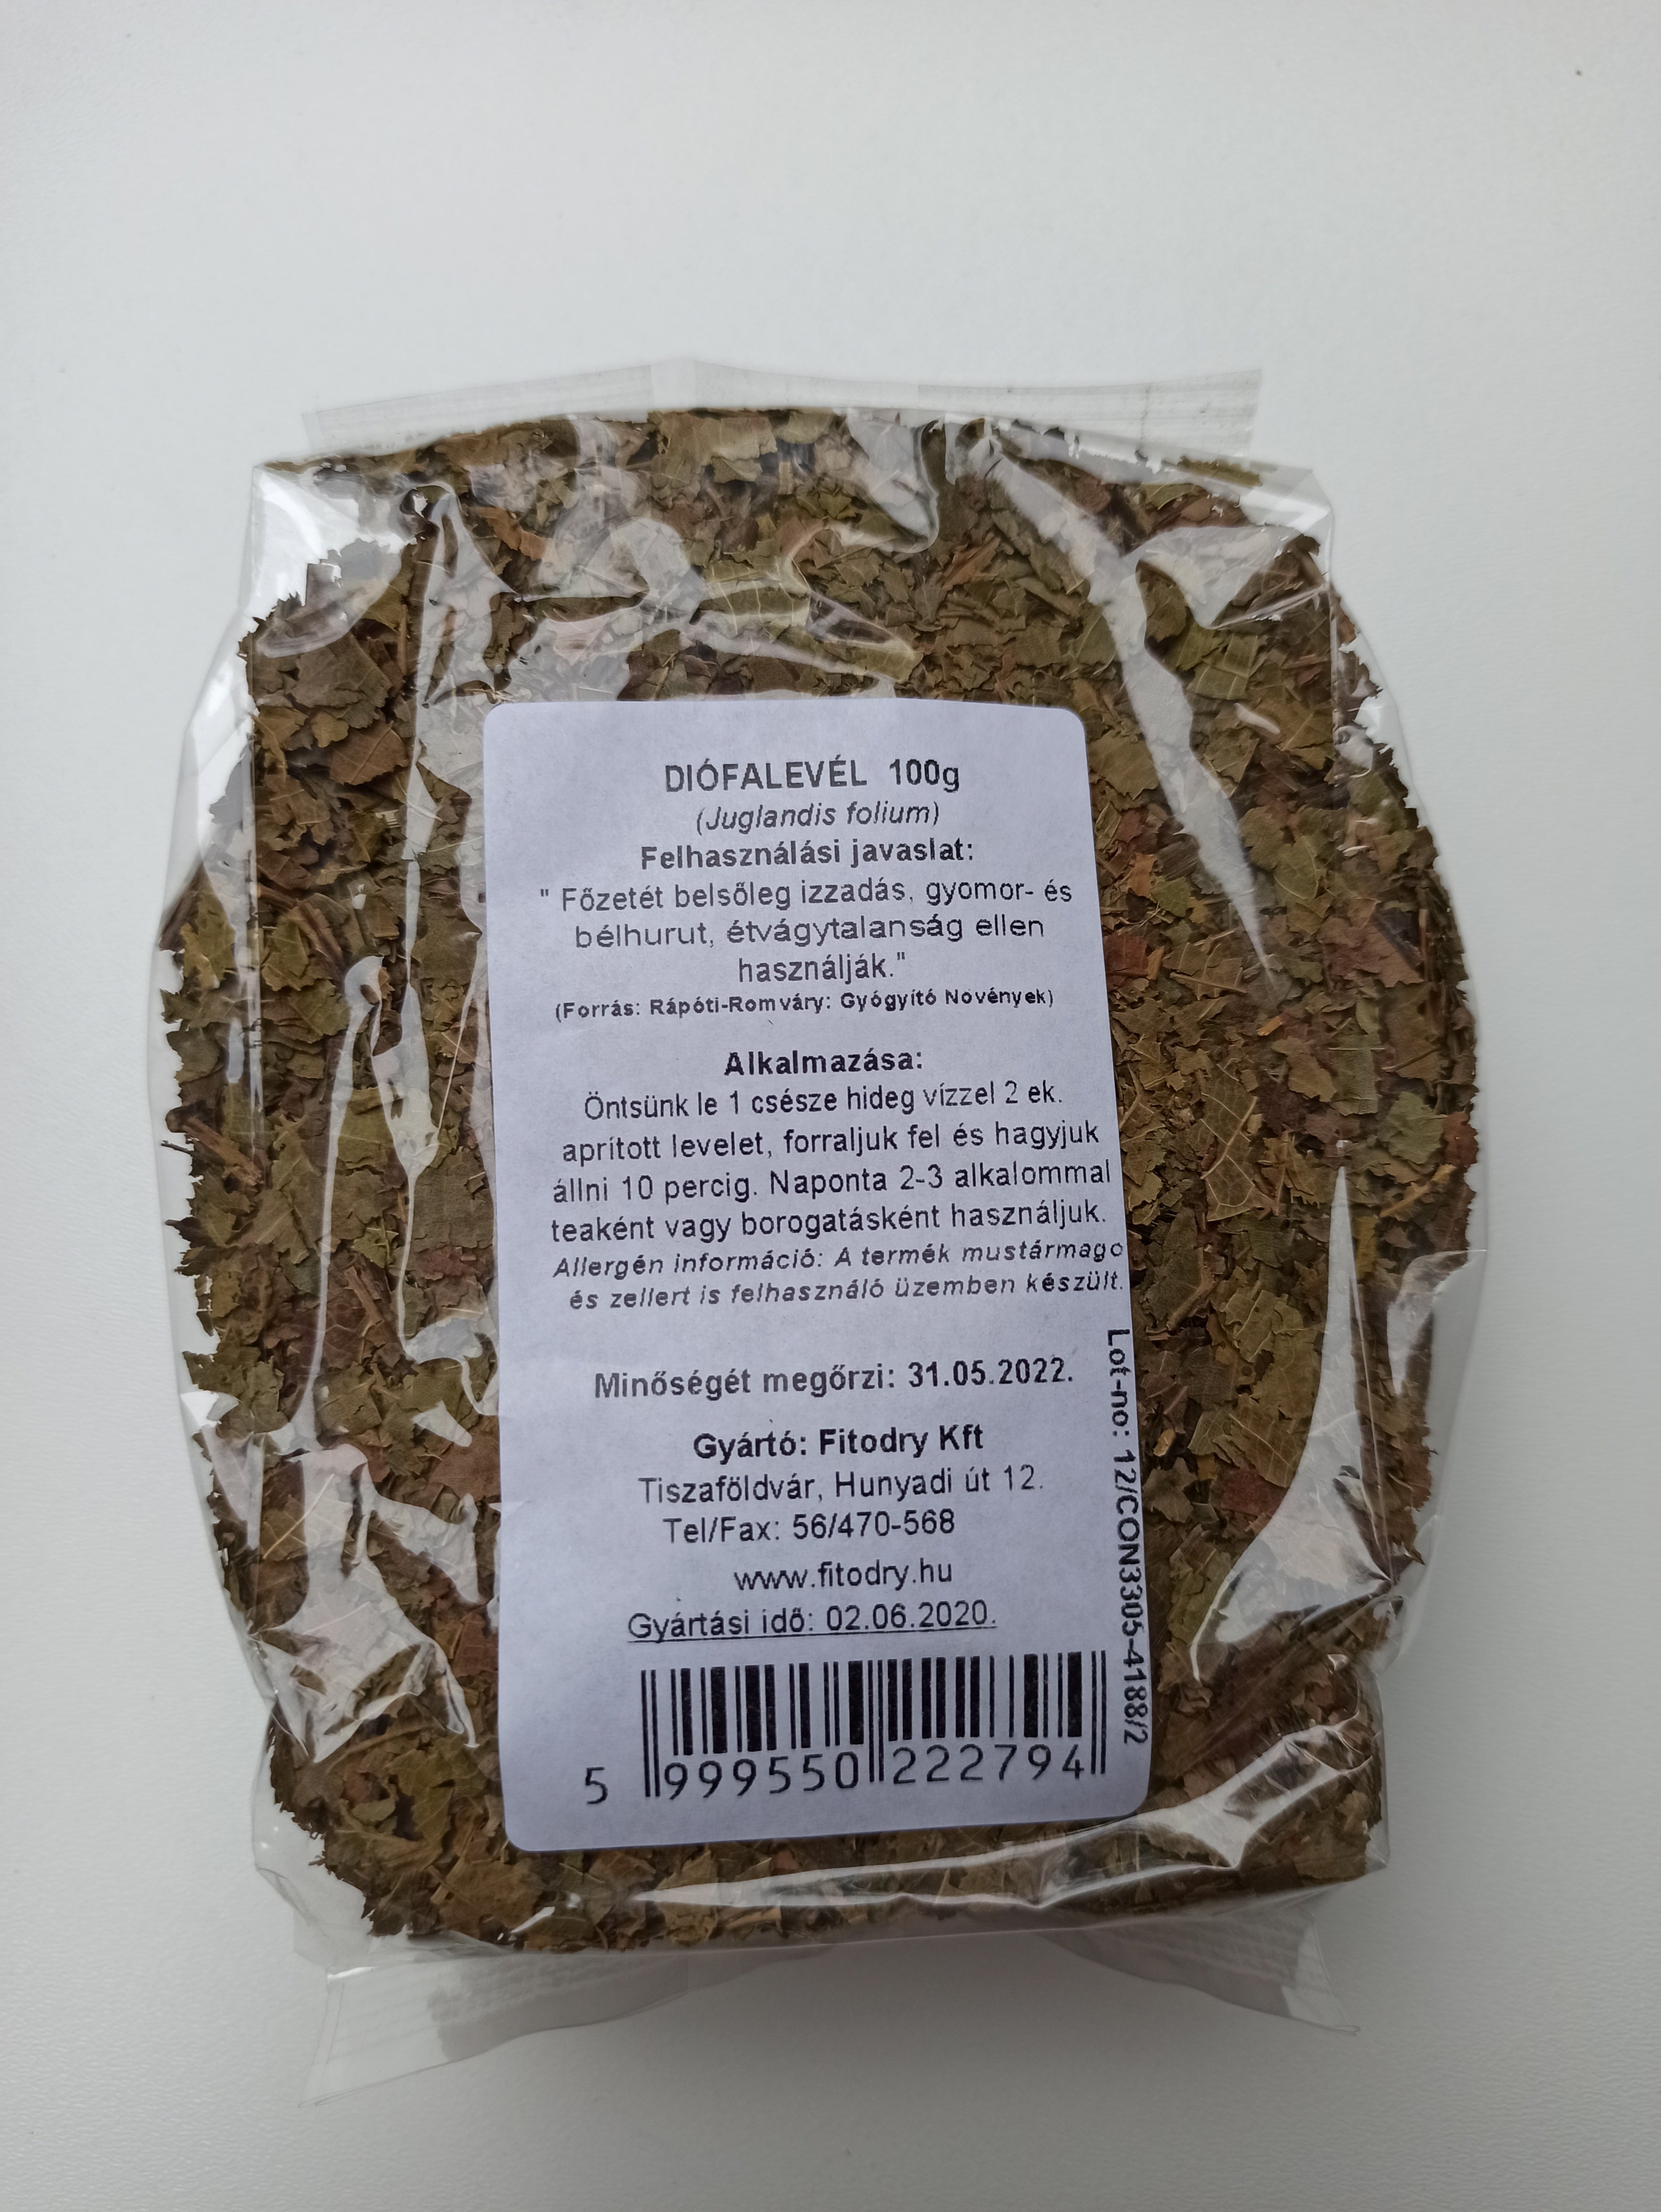 DIÓFALEVÉL 100g
(Juglandis folium)
Felhasználási javaslat:
" Főzetét belsőleg izzadás, gyomor- és
bélhurut, étvágytalanság ellen
használják."
(Forrás: Rápóti-Romváry: Gyógyító Növények)
Alkalmazása:
Öntsünk le 1 csésze hideg vízzel 2 ek.
aprított levelet, forraljuk fel és hagyjuk
állni 10 percig. Naponta 2-3 alkalommal
teaként vagy borogatásként használjuk.
Allergén információ: A termék mustármago
és zellert is felhasználó üzemben készült.
Minőségét megőrzi: 31.05.2022.
Gyártó: Fitodry Kft
Tiszaföldvár, Hunyadi út 12.
Tel/Fax: 56/470-568
www.fitodry.hu
Gyártási idő: 02.06.2020.
5 999550 222794
Lot-no: 12/CON3305-4188/2